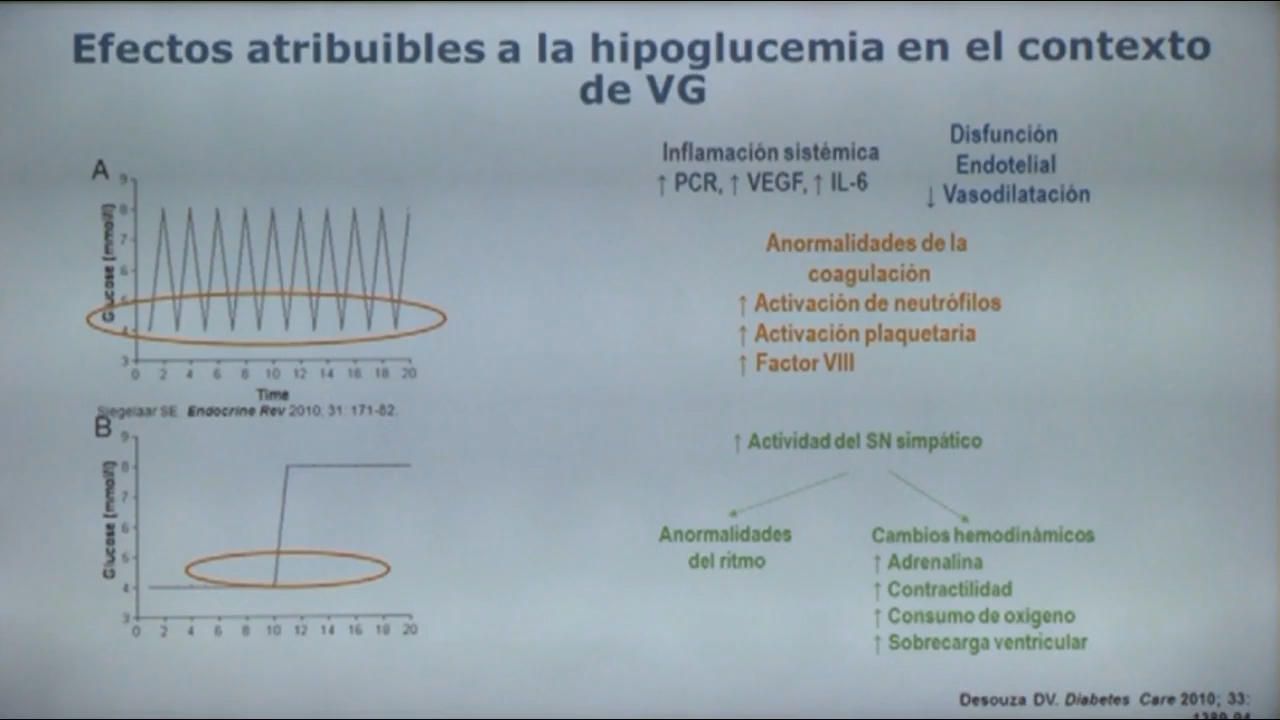 Efectos atribuibles a la hipoglucemia en el contexto
de VG
A
9
8
7
6
5
4
3
Glucose [mmol/l]
0 2 4 6 8 10 12 14 16 18 20
Time
Siegelaar SE. Endocrine Rev 2010; 31: 171-82.
B
9
8
7
6
5
4
3
Glucose [mmol/l]
0 2 4 6 8 10 12 14 16 18 20
Inflamación sistémica
↑ PCR, ↑ VEGF, ↑ IL-6
Disfunción
Endotelial
↓ Vasodilatación
Anormalidades de la
coagulación
↑ Activación de neutrófilos
↑ Activación plaquetaria
↑ Factor VIII
↑ Actividad del SN simpático
Anormalidades
del ritmo
Cambios hemodinámicos
↑ Adrenalina
↑ Contractilidad
↑ Consumo de oxigeno
↑ Sobrecarga ventricular
Desouza DV. Diabetes Care 2010; 33:
1389-94